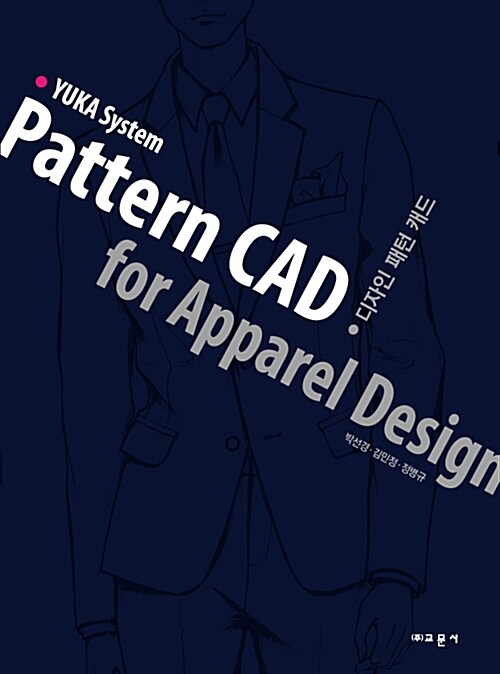 YUKA System
Pattern CAD
for Apparel Design
디자인 패턴 캐드
박선경·김민정·정병규
(주)교문사